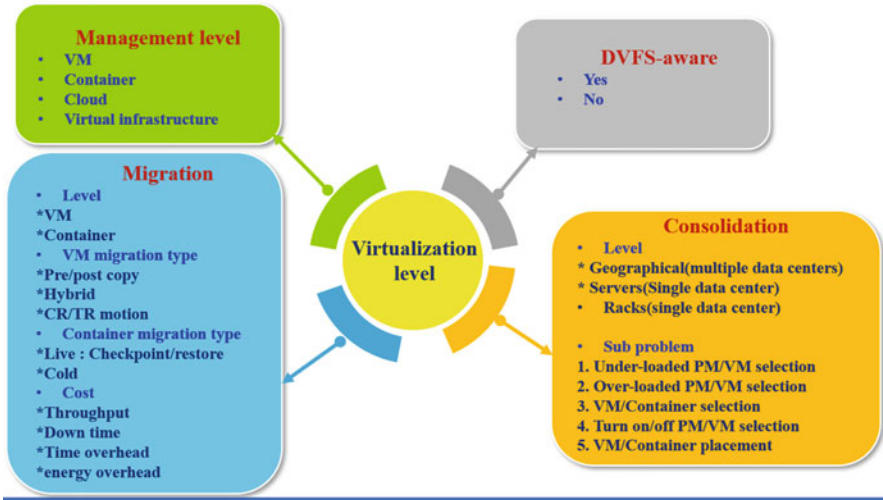 Management level
• VM
• Container
• Cloud
• Virtual infrastructure
DVFS-aware
• Yes
• No
Migration
• Level
*VM
*Container
• VM migration type
*Pre/post copy
*Hybrid
*CR/TR motion
• Container migration type
*Live : Checkpoint/restore
*Cold
• Cost
*Throughput
*Down time
*Time overhead
*energy overhead
Virtualization
level
Consolidation
• Level
* Geographical(multiple data centers)
* Servers(Single data center)
• Racks(single data center)
• Sub problem
1. Under-loaded PM/VM selection
2. Over-loaded PM/VM selection
3. VM/Container selection
4. Turn on/off PM/VM selection
5. VM/Container placement